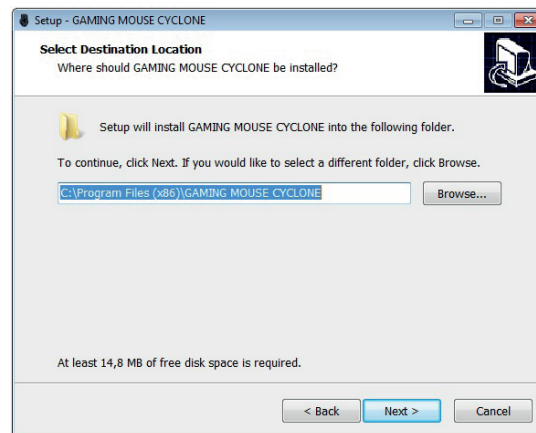 Setup - GAMING MOUSE CYCLONE
Select Destination Location
Where should GAMING MOUSE CYCLONE be installed?
Setup will install GAMING MOUSE CYCLONE into the following folder.
To continue, click Next. If you would like to select a different folder, click Browse.
C:\Program Files (x86)\GAMING MOUSE CYCLONE
Browse...
At least 14,8 MB of free disk space is required.
< Back
Next >
Cancel